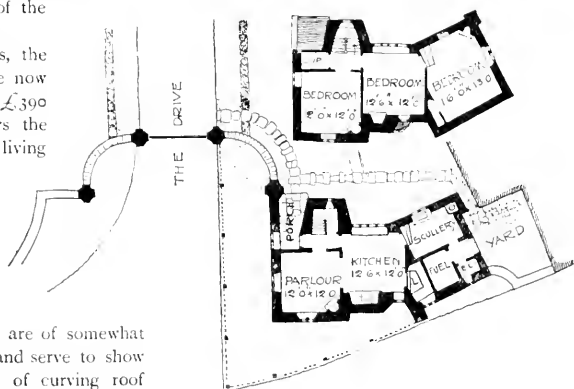 of the
s, the
e now
£390
rs the
living
are of somewhat
and serve to show
of curving roof
THE DRIVE
UP
BEDROOM
12'0 × 12'0
BEDROOM
12'6 × 12'0
BEDROOM
16'0 × 13'0
PORCH
PARLOUR
12'0 × 12'0
KITCHEN
12'6 × 12'0
SCULLERY
FUEL
L
YARD